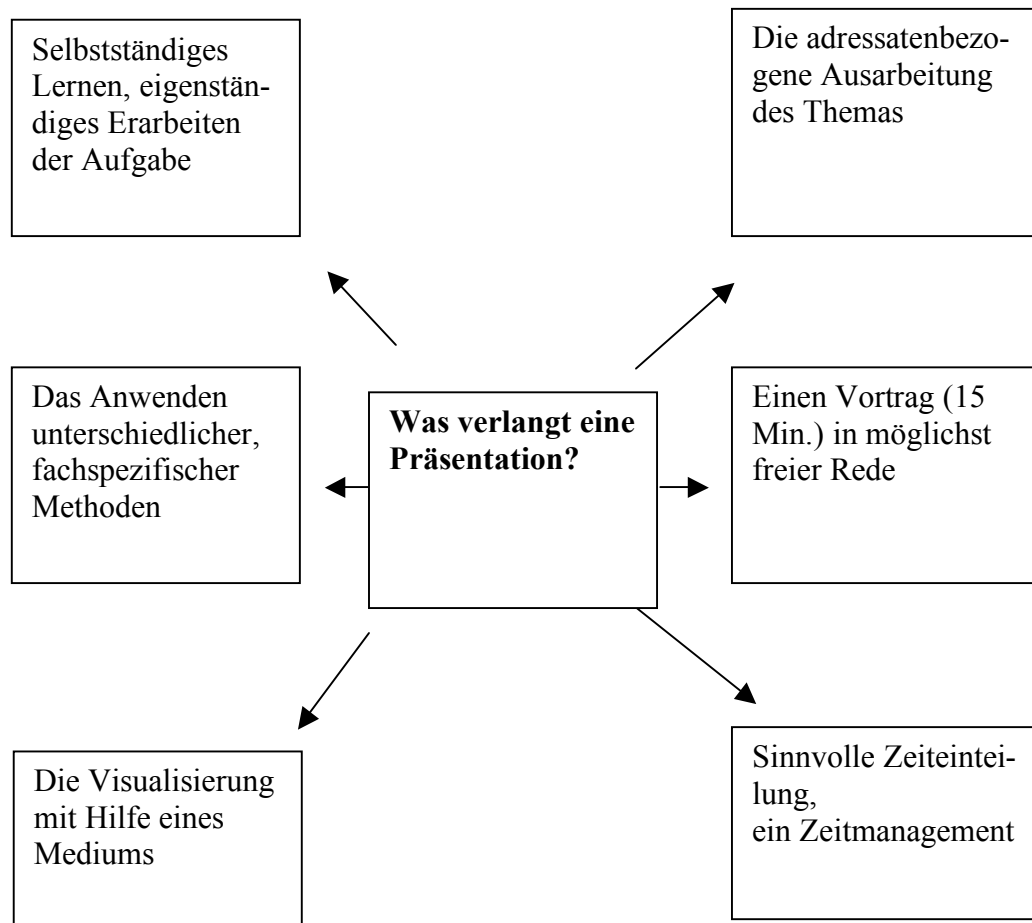 Selbstständiges
Lernen, eigenstän-
diges Erarbeiten
der Aufgabe
Die adressatenbezo-
gene Ausarbeitung
des Themas
Das Anwenden
unterschiedlicher,
fachspezifischer
Methoden
Was verlangt eine
Präsentation?
Einen Vortrag (15
Min.) in möglichst
freier Rede
Die Visualisierung
mit Hilfe eines
Mediums
Sinnvolle Zeiteintei-
lung,
ein Zeitmanagement